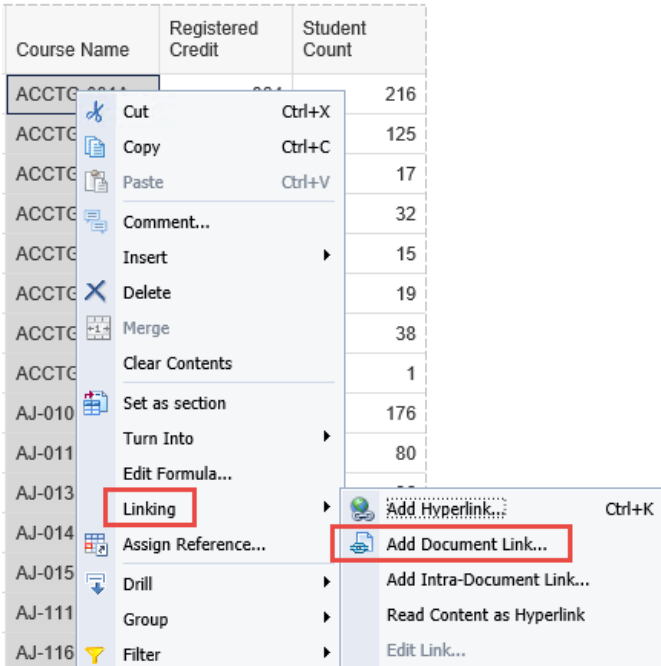 Course Name Registered Credit Student Count
ACCTG 216
Cut Ctrl+X
ACCTG 125
Copy Ctrl+C
ACCTG 17
Paste Ctrl+V
ACCTG 32
Comment...
ACCTG 15
Insert
ACCTG 19
Delete
ACCTG 38
Merge
ACCTG 1
Clear Contents
AJ-010 176
Set as section
AJ-011 80
Turn Into
Edit Formula...
AJ-013
Linking
Add Hyperlink... Ctrl+K
AJ-014
Assign Reference...
Add Document Link...
AJ-015
Drill
Add Intra-Document Link...
AJ-111
Group
Read Content as Hyperlink
AJ-116
Filter
Edit Link...